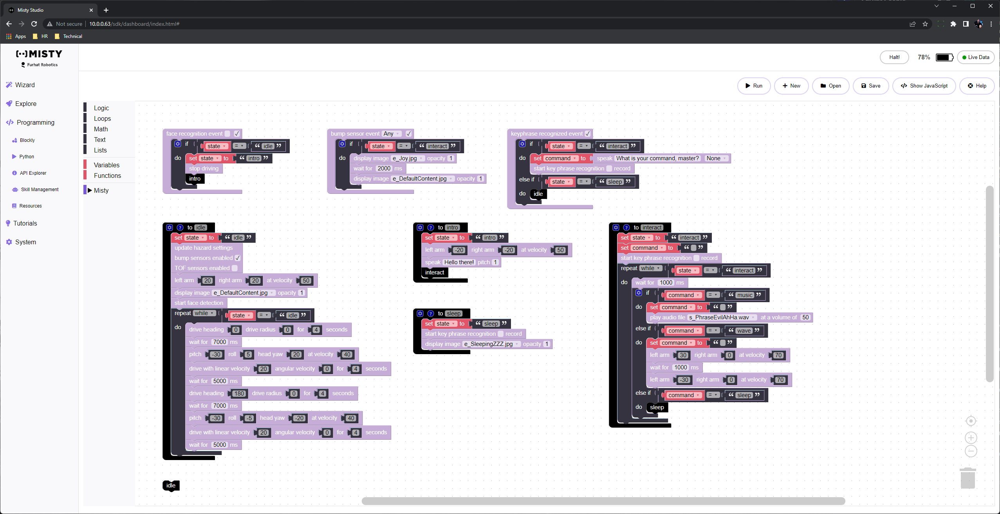 Misty Studio
Not secure 10.0.0.63/sdk/dashboard/index.html#
Apps HR Technical
MISTY
Furhat Robotics
Halt! 78% Live Data
Run New Open Save Show JavaScript Help
Wizard
Explore
Programming
Blockly
Python
API Explorer
Skill Management
Resources
Tutorials
System
Logic
Loops
Math
Text
Lists
Variables
Functions
Misty
face recognition event
if state = “ idle ”
do set state to “ intro ”
stop driving
intro
bump sensor event Any
if state = “ interact ”
do display image e_Joy.jpg opacity 1
wait for 2000 ms
display image e_DefaultContent.jpg opacity 1
keyphrase recognized event
if state = “ interact ”
do set command to speak What is your command, master? None
start key phrase recognition record
else if state = “ sleep ”
do idle
? to idle
set state to “ idle ”
update hazard settings
bump sensors enabled
TOF sensors enabled
left arm 20 right arm 20 at velocity 50
display image e_DefaultContent.jpg opacity 1
start face detection
repeat while state = “ idle ”
do drive heading 0 drive radius 0 for 4 seconds
wait for 7000 ms
pitch -30 roll 5 head yaw 20 at velocity 40
drive with linear velocity 20 angular velocity 0 for 4 seconds
wait for 5000 ms
drive heading 180 drive radius 0 for 4 seconds
wait for 7000 ms
pitch -30 roll -5 head yaw -20 at velocity 40
drive with linear velocity 20 angular velocity 0 for 4 seconds
wait for 5000 ms
? to intro
set state to “ intro ”
left arm -20 right arm -20 at velocity 50
speak Hello there! pitch 1
interact
? to sleep
set state to “ sleep ”
start key phrase recognition record
display image e_SleepingZZZ.jpg opacity 1
? to interact
set state to “ interact ”
set command to “ ”
start key phrase recognition record
repeat while state = “ interact ”
do wait for 1000 ms
if command = “ music ”
do set command to “ ”
play audio file s_PhraseEvilAhHa.wav at a volume of 50
else if command = “ wave ”
do set command to “ ”
left arm 30 right arm 0 at velocity 70
wait for 1000 ms
left arm -30 right arm 0 at velocity 70
else if command = “ sleep ”
do sleep
idle